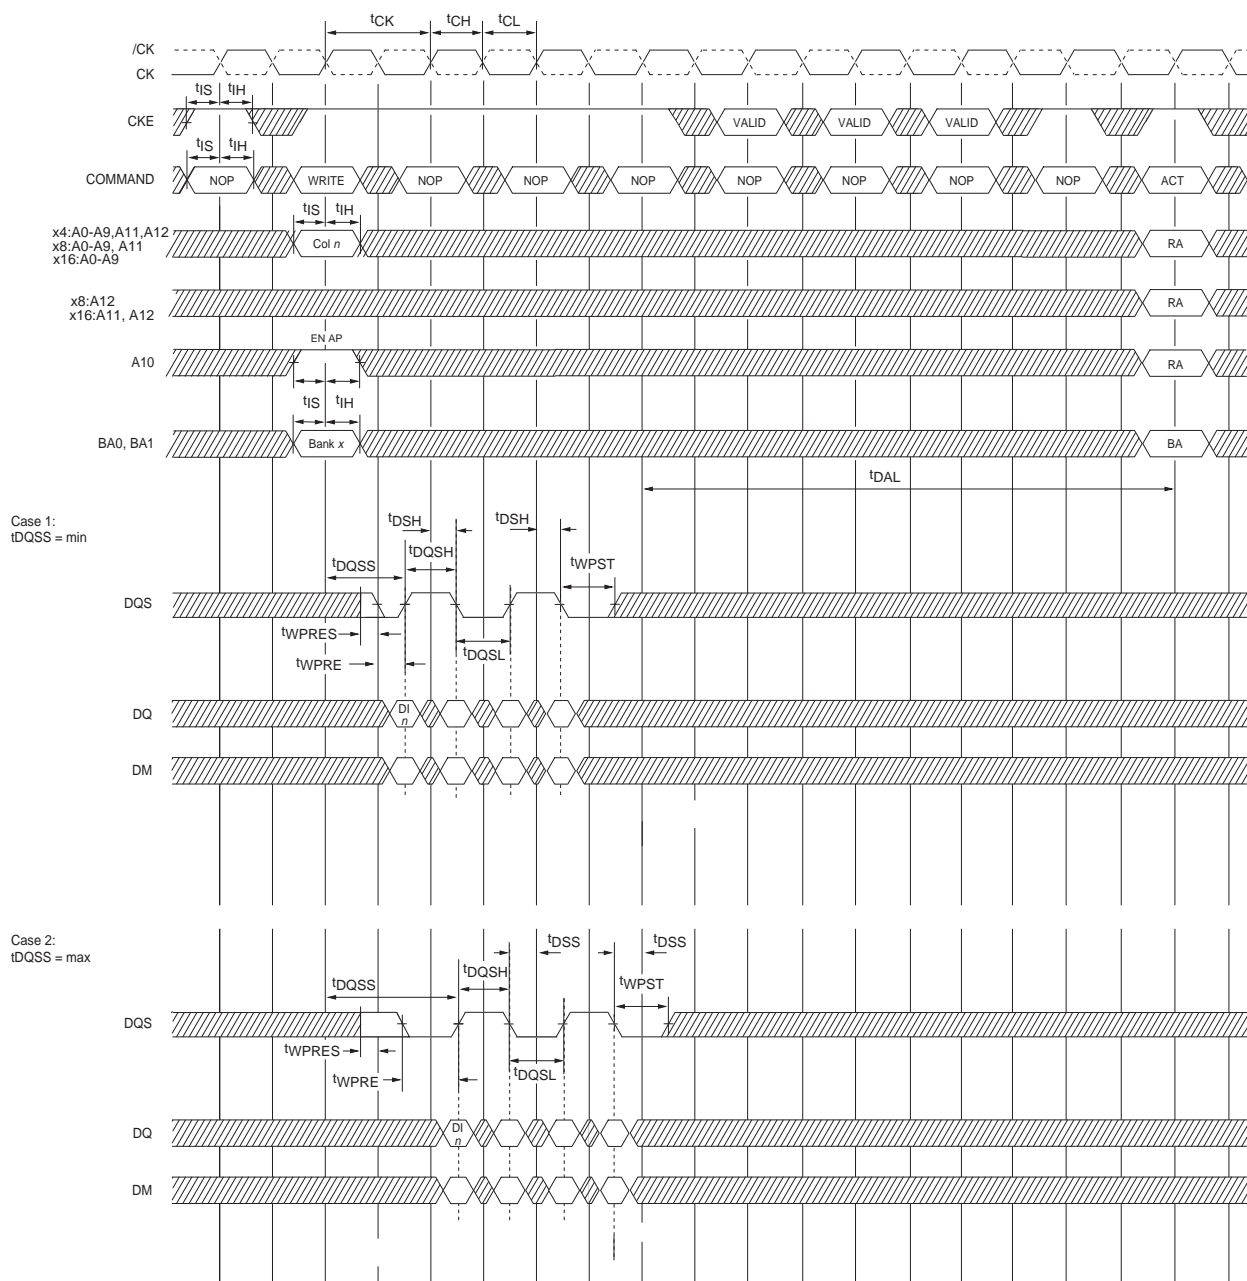 tCK tCH tCL
/CK
CK
tIS tIH
CKE VALID VALID VALID
tIS tIH
COMMAND NOP WRITE NOP NOP NOP NOP NOP NOP NOP ACT
tIS tIH
x4:A0-A9,A11,A12
x8:A0-A9, A11
x16:A0-A9
Col n RA
x8:A12
x16:A11, A12
RA
EN AP
A10 RA
tIS tIH
BA0, BA1 Bank x BA
tDAL
Case 1:
tDQSS = min
tDSH tDSH
tDQSH
tDQSS tWPST
DQS
tWPRES
tWPRE tDQSL
DQ DI
n
DM
Case 2:
tDQSS = max
tDSS tDSS
tDQSH
tDQSS tWPST
DQS
tWPRES
tWPRE tDQSL
DQ DI
n
DM